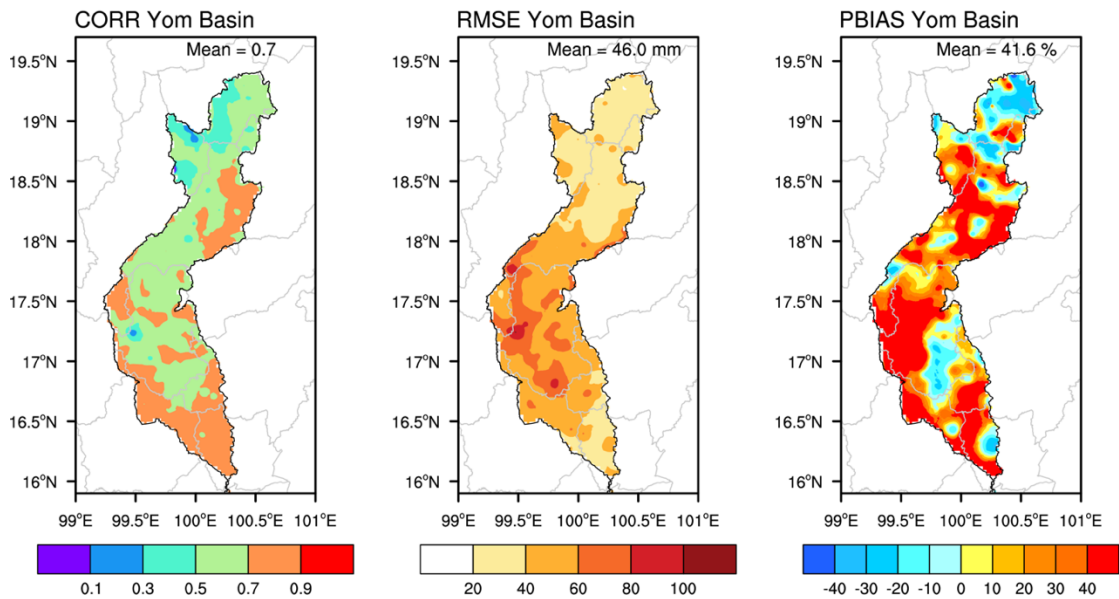 CORR Yom Basin
Mean = 0.7
19.5°N
19°N
18.5°N
18°N
17.5°N
17°N
16.5°N
16°N
99°E 99.5°E 100°E 100.5°E 101°E
0.1 0.3 0.5 0.7 0.9
RMSE Yom Basin
Mean = 46.0 mm
19.5°N
19°N
18.5°N
18°N
17.5°N
17°N
16.5°N
16°N
99°E 99.5°E 100°E 100.5°E 101°E
20 40 60 80 100
PBIAS Yom Basin
Mean = 41.6 %
19.5°N
19°N
18.5°N
18°N
17.5°N
17°N
16.5°N
16°N
99°E 99.5°E 100°E 100.5°E 101°E
-40 -30 -20 -10 0 10 20 30 40